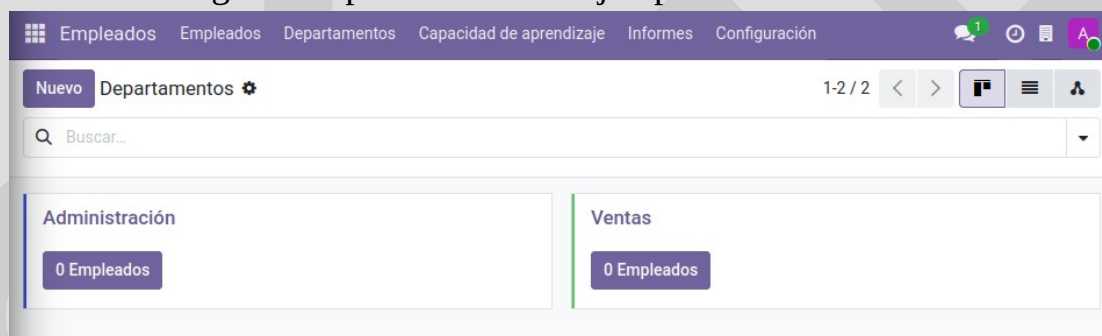 Empleados Empleados Departamentos Capacidad de aprendizaje Informes Configuración 1 A
Nuevo Departamentos 1-2 / 2
Buscar...
Administración Ventas
0 Empleados 0 Empleados